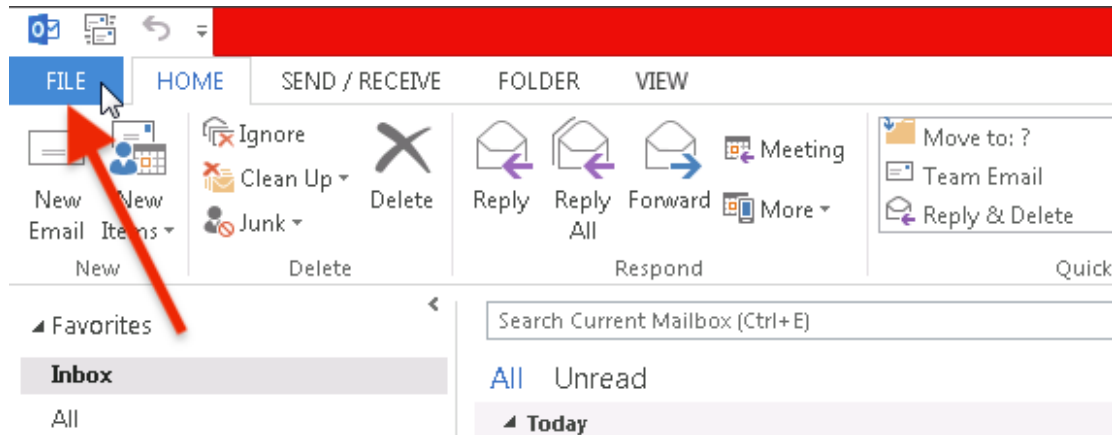 FILE HOME SEND / RECEIVE FOLDER VIEW
New Email
New Items
New
Ignore
Clean Up
Junk
Delete
Delete
Reply
Reply All
Forward
Meeting
More
Respond
Move to: ?
Team Email
Reply & Delete
Quick
Favorites
Inbox
All
Search Current Mailbox (Ctrl+E)
All Unread
Today